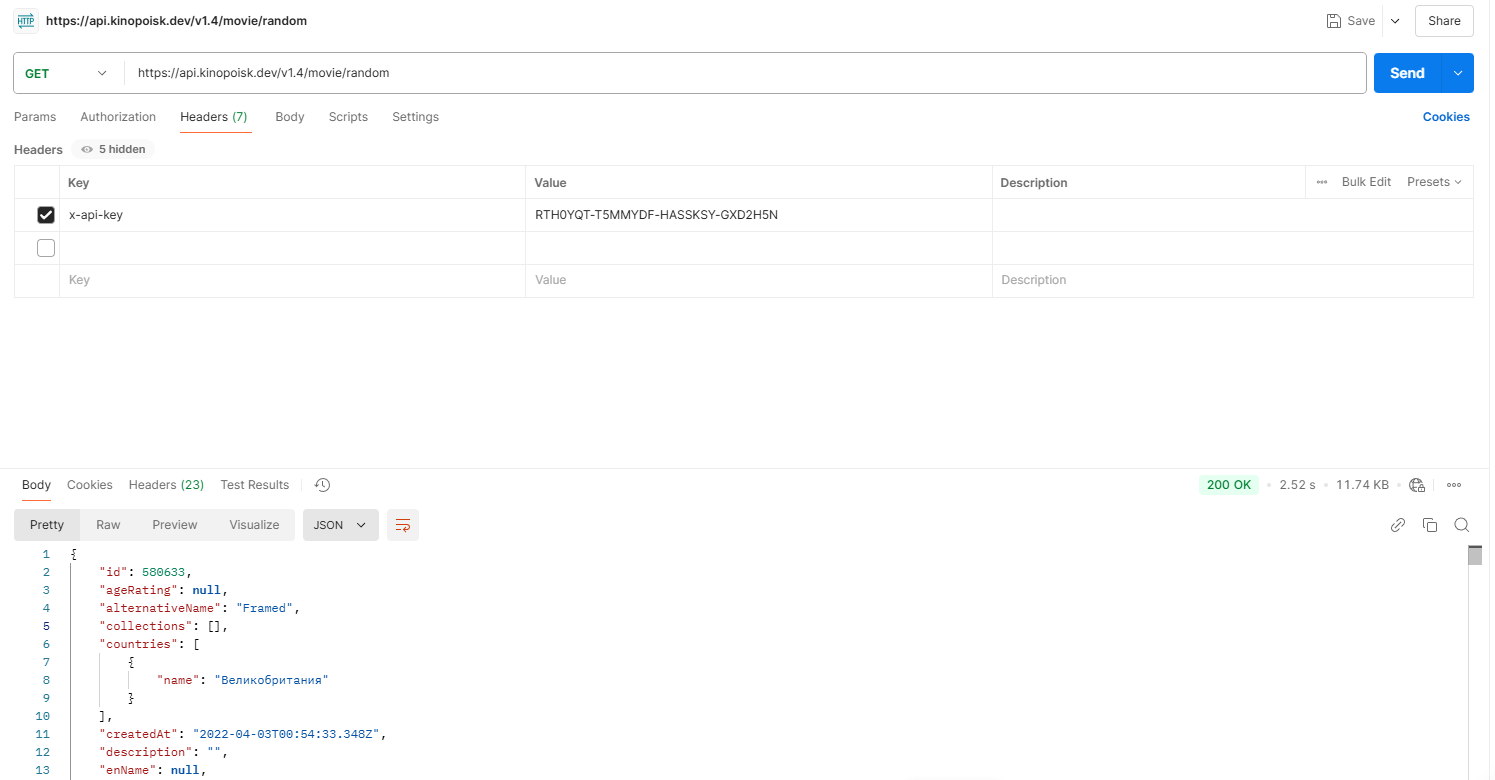 HTTP https://api.kinopoisk.dev/v1.4/movie/random Save Share
GET https://api.kinopoisk.dev/v1.4/movie/random Send
Params Authorization Headers (7) Body Scripts Settings Cookies
Headers 5 hidden
Key Value Description Bulk Edit Presets
x-api-key RTH0YQT-T5MMYDF-HASSKSY-GXD2H5N
Key Value Description
Body Cookies Headers (23) Test Results 200 OK 2.52 s 11.74 KB
Pretty Raw Preview Visualize JSON
1 {
2 "id": 580633,
3 "ageRating": null,
4 "alternativeName": "Framed",
5 "collections": [],
6 "countries": [
7 {
8 "name": "Великобритания"
9 }
10 ],
11 "createdAt": "2022-04-03T00:54:33.348Z",
12 "description": "",
13 "enName": null,